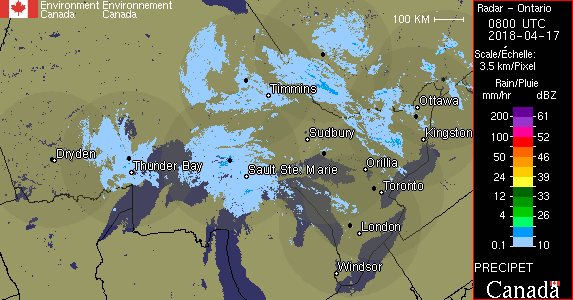 Environment Environnement
Canada Canada
100 KM
Radar - Ontario
0800 UTC
2018-04-17
Scale/Échelle:
3.5 km/Pixel
Rain/Pluie
mm/hr dBZ
200 61
100 52
50 46
24 39
12 33
4 26
0.1 10
PRECIPET
Canada
Timmins
Ottawa
Sudbury
Kingston
Dryden
Thunder Bay
Sault Ste. Marie
Orillia
Toronto
London
Windsor